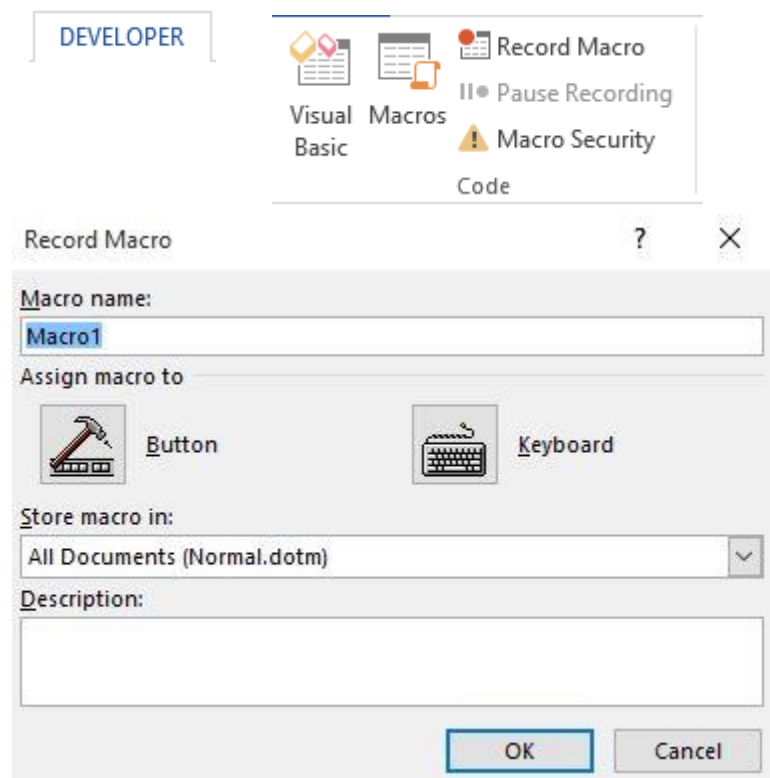 DEVELOPER
Visual Basic
Macros
Record Macro
Pause Recording
Macro Security
Code
Record Macro ? ×
Macro name:
Macro1
Assign macro to
Button
Keyboard
Store macro in:
All Documents (Normal.dotm)
Description:
OK
Cancel